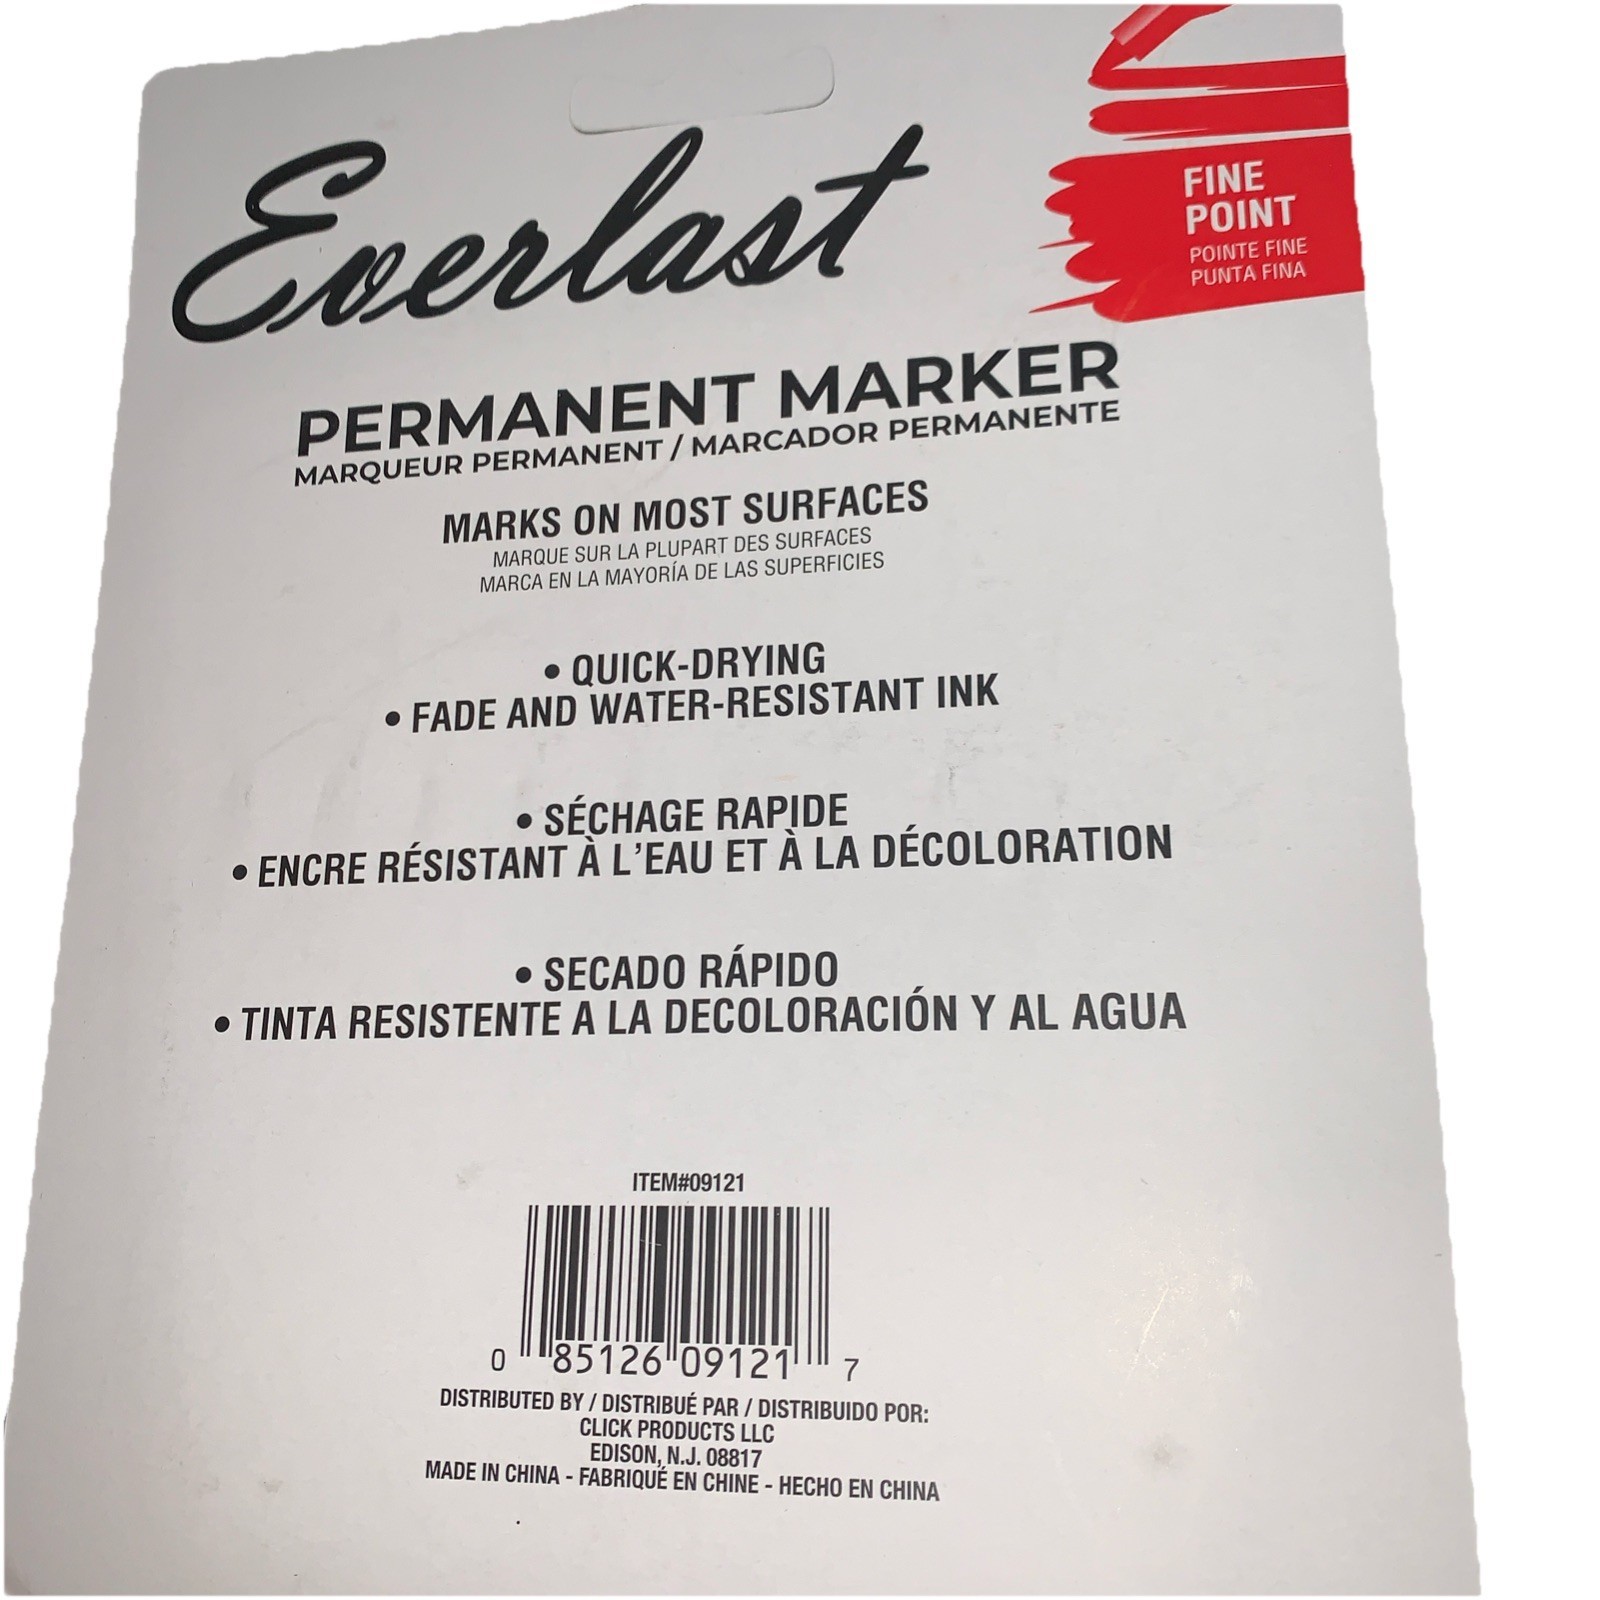 Everlast
FINE
POINT
POINTE FINE
PUNTA FINA
PERMANENT MARKER
MARQUEUR PERMANENT / MARCADOR PERMANENTE
MARKS ON MOST SURFACES
MARQUE SUR LA PLUPART DES SURFACES
MARCA EN LA MAYORÍA DE LAS SUPERFICIES
• QUICK-DRYING
• FADE AND WATER-RESISTANT INK
• SÉCHAGE RAPIDE
• ENCRE RÉSISTANT À L'EAU ET À LA DÉCOLORATION
• SECADO RÁPIDO
• TINTA RESISTENTE A LA DECOLORACIÓN Y AL AGUA
ITEM#09121
0 85126 09121 7
DISTRIBUTED BY / DISTRIBUÉ PAR / DISTRIBUIDO POR:
CLICK PRODUCTS LLC
EDISON, N.J. 08817
MADE IN CHINA - FABRIQUÉ EN CHINE - HECHO EN CHINA